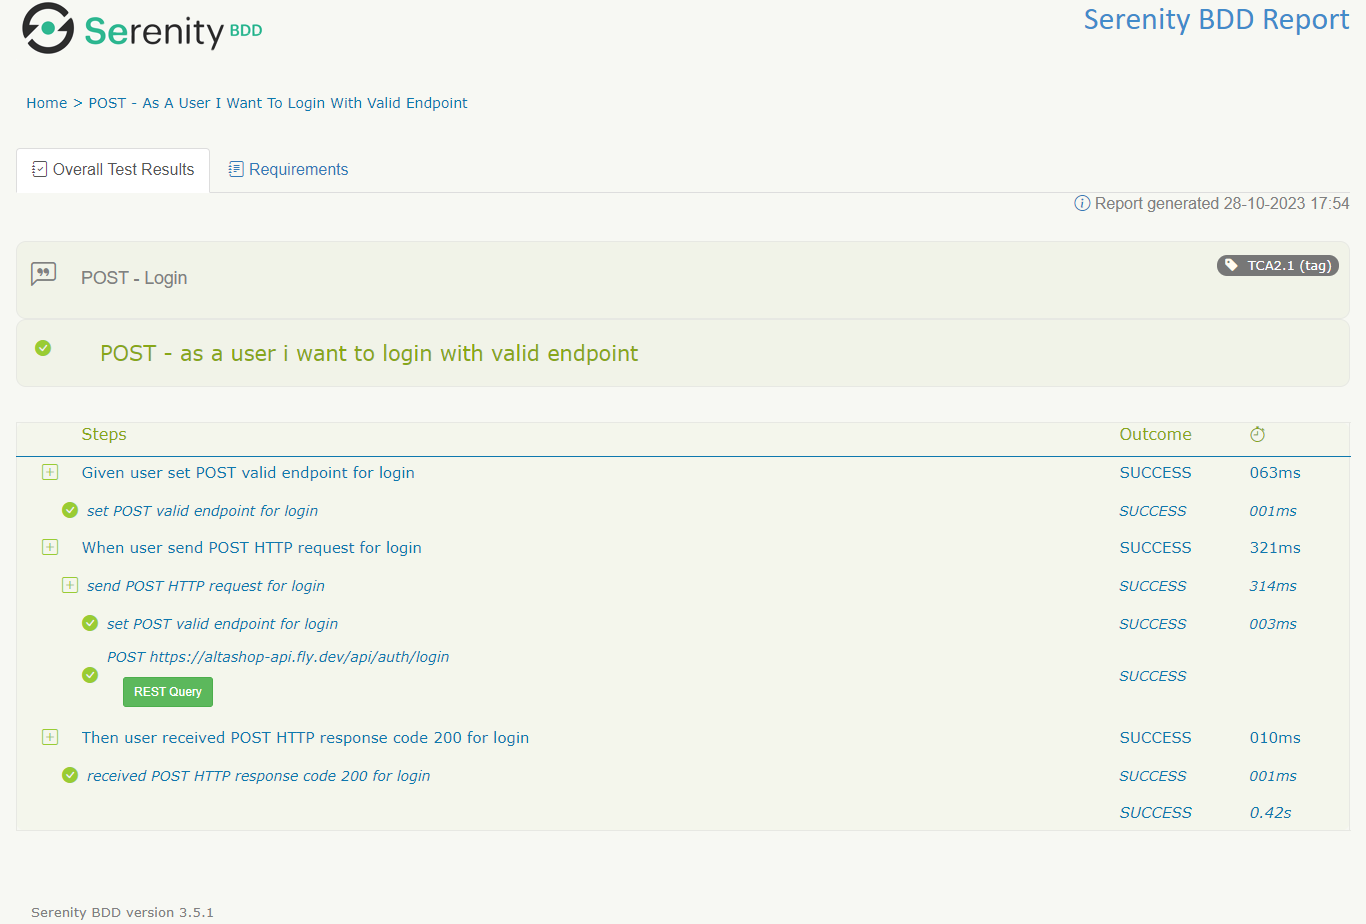 Serenity BDD
Serenity BDD Report
Home > POST - As A User I Want To Login With Valid Endpoint
Overall Test Results
Requirements
Report generated 28-10-2023 17:54
POST - Login
TCA2.1 (tag)
POST - as a user i want to login with valid endpoint
Steps Outcome
Given user set POST valid endpoint for login SUCCESS 063ms
set POST valid endpoint for login SUCCESS 001ms
When user send POST HTTP request for login SUCCESS 321ms
send POST HTTP request for login SUCCESS 314ms
set POST valid endpoint for login SUCCESS 003ms
POST https://altashop-api.fly.dev/api/auth/login
SUCCESS
REST Query
Then user received POST HTTP response code 200 for login SUCCESS 010ms
received POST HTTP response code 200 for login SUCCESS 001ms
SUCCESS 0.42s
Serenity BDD version 3.5.1